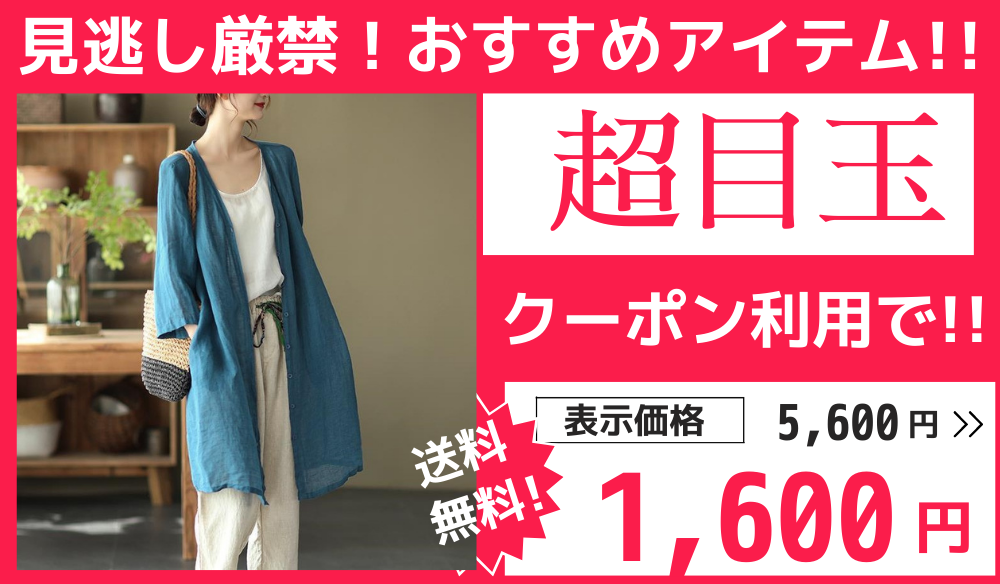 見逃し厳禁！おすすめアイテム!!
超目玉
クーポン利用で!!
表示価格 5,600円 >>
送料
無料!
1,600円